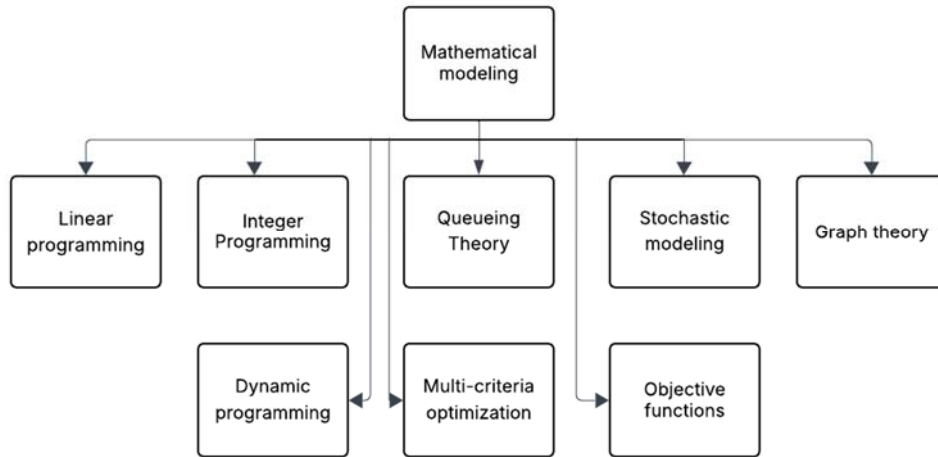 Mathematical
modeling
Linear
programming
Integer
Programming
Queueing
Theory
Stochastic
modeling
Graph theory
Dynamic
programming
Multi-criteria
optimization
Objective
functions